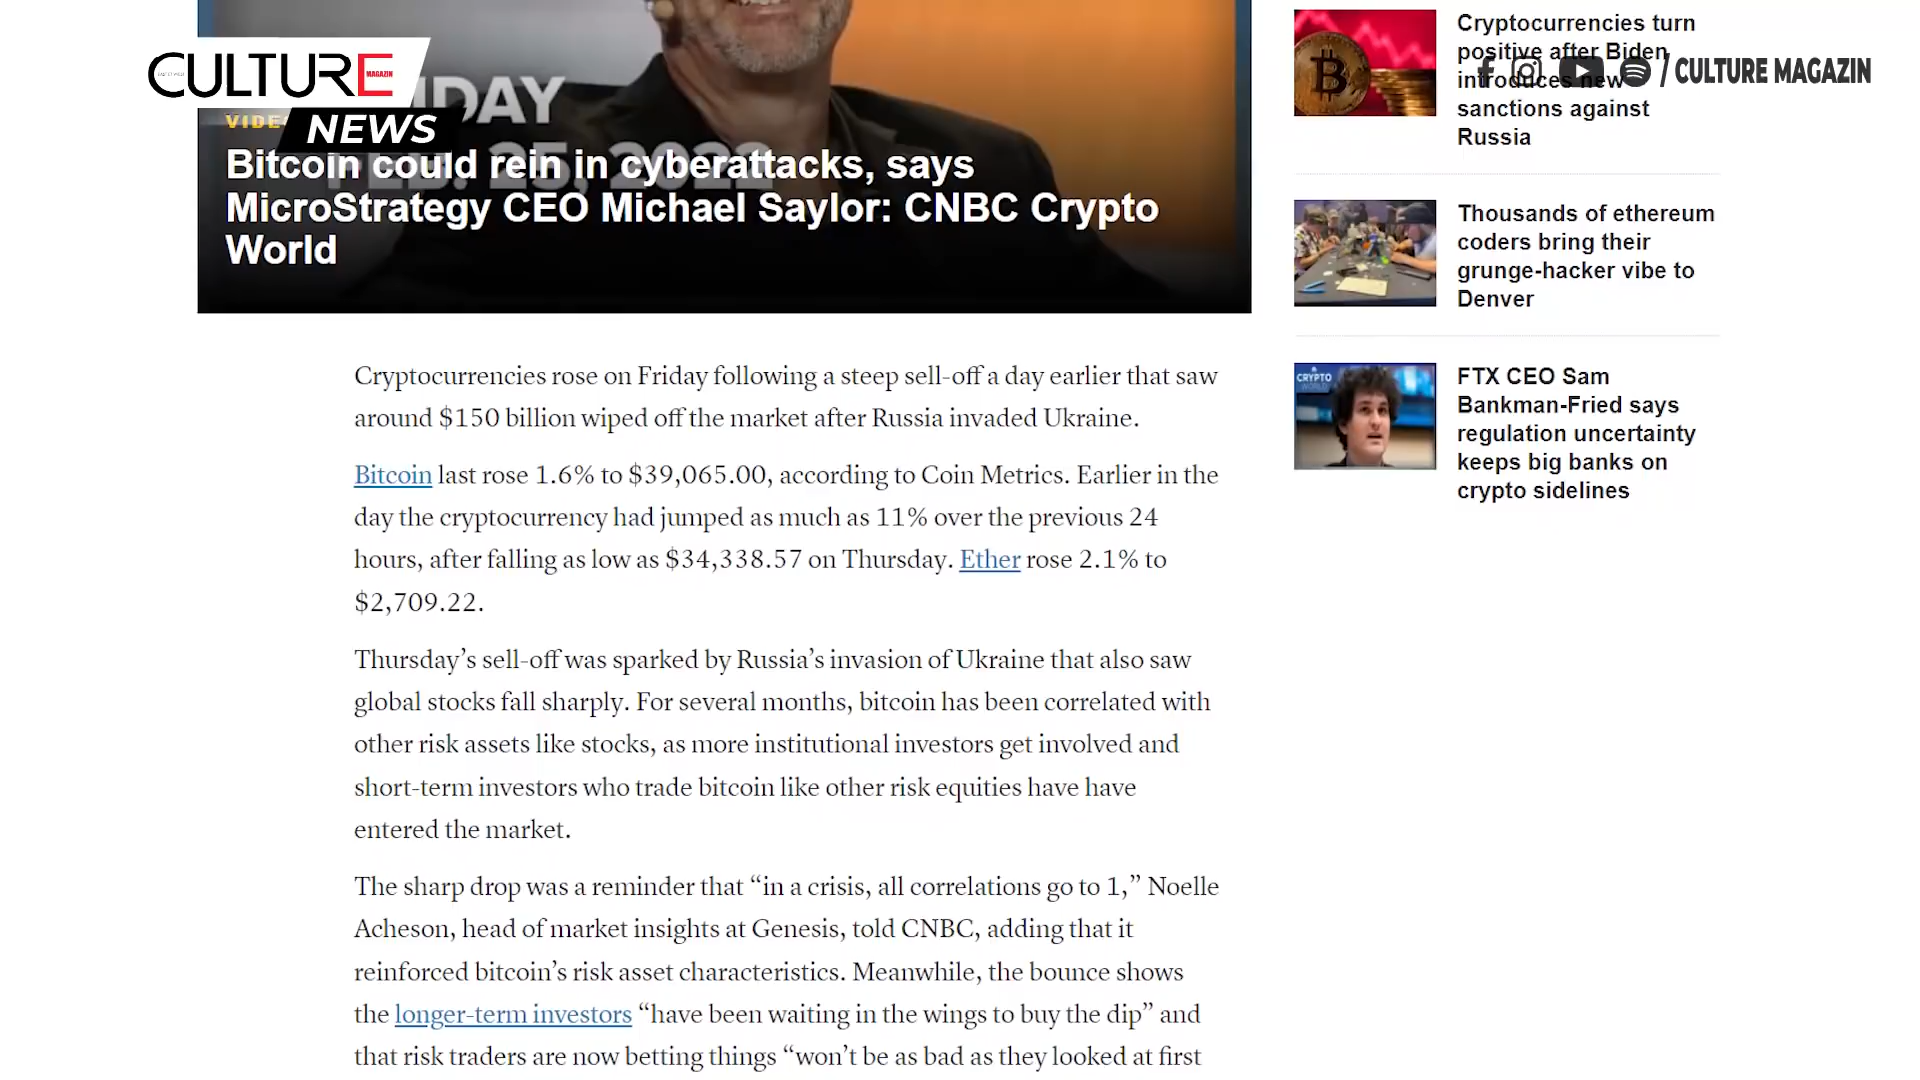 CULTURE
MAGAZIN
NEWS
/ CULTURE MAGAZIN
FEB. 25, 2022
Bitcoin could rein in cyberattacks, says
MicroStrategy CEO Michael Saylor: CNBC Crypto
World
Cryptocurrencies rose on Friday following a steep sell-off a day earlier that saw
around $150 billion wiped off the market after Russia invaded Ukraine.
Bitcoin last rose 1.6% to $39,065.00, according to Coin Metrics. Earlier in the
day the cryptocurrency had jumped as much as 11% over the previous 24
hours, after falling as low as $34,338.57 on Thursday. Ether rose 2.1% to
$2,709.22.
Thursday’s sell-off was sparked by Russia’s invasion of Ukraine that also saw
global stocks fall sharply. For several months, bitcoin has been correlated with
other risk assets like stocks, as more institutional investors get involved and
short-term investors who trade bitcoin like other risk equities have have
entered the market.
The sharp drop was a reminder that “in a crisis, all correlations go to 1,” Noelle
Acheson, head of market insights at Genesis, told CNBC, adding that it
reinforced bitcoin’s risk asset characteristics. Meanwhile, the bounce shows
the longer-term investors “have been waiting in the wings to buy the dip” and
that risk traders are now betting things “won’t be as bad as they looked at first
Cryptocurrencies turn
positive after Biden
introduces new
sanctions against
Russia
Thousands of ethereum
coders bring their
grunge-hacker vibe to
Denver
CRYPTO
WORLD
FTX CEO Sam
Bankman-Fried says
regulation uncertainty
keeps big banks on
crypto sidelines